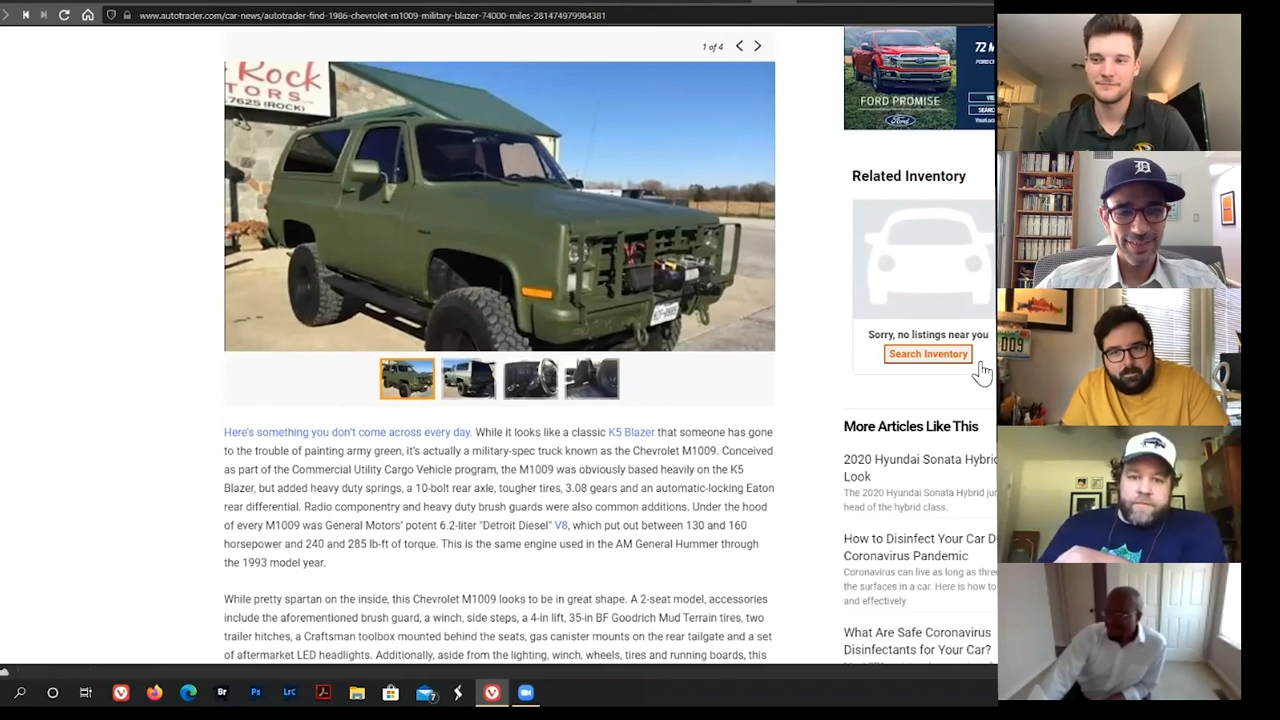 www.autotrader.com/car-news/autotrader-find-1986-chevrolet-m1009-military-blazer-74000-miles-281474979984381
1 of 4
Rock
TORS
7625 (ROCK)
72 M
FORD PROMISE
Ford
Related Inventory
Sorry, no listings near you
Search Inventory
Here's something you don't come across every day. While it looks like a classic K5 Blazer that someone has gone
to the trouble of painting army green, it's actually a military-spec truck known as the Chevrolet M1009. Conceived
as part of the Commercial Utility Cargo Vehicle program, the M1009 was obviously based heavily on the K5
Blazer, but added heavy duty springs, a 10-bolt rear axle, tougher tires, 3.08 gears and an automatic-locking Eaton
rear differential. Radio componentry and heavy duty brush guards were also common additions. Under the hood
of every M1009 was General Motors' potent 6.2-liter "Detroit Diesel" V8, which put out between 130 and 160
horsepower and 240 and 285 lb-ft of torque. This is the same engine used in the AM General Hummer through
the 1993 model year.
While pretty spartan on the inside, this Chevrolet M1009 looks to be in great shape. A 2-seat model, accessories
include the aforementioned brush guard, a winch, side steps, a 4-in lift, 35-in BF Goodrich Mud Terrain tires, two
trailer hitches, a Craftsman toolbox mounted behind the seats, gas canister mounts on the rear tailgate and a set
of aftermarket LED headlights. Additionally, aside from the lighting, winch, wheels, tires and running boards, this
More Articles Like This
2020 Hyundai Sonata Hybrid
Look
The 2020 Hyundai Sonata Hybrid
head of the hybrid class.
How to Disinfect Your Car D
Coronavirus Pandemic
Coronavirus can live as long as
the surfaces in a car. Here is how to
and effectively.
What Are Safe Coronavirus
Disinfectants for Your Car?
Br
Ps
LrC
7
D
009